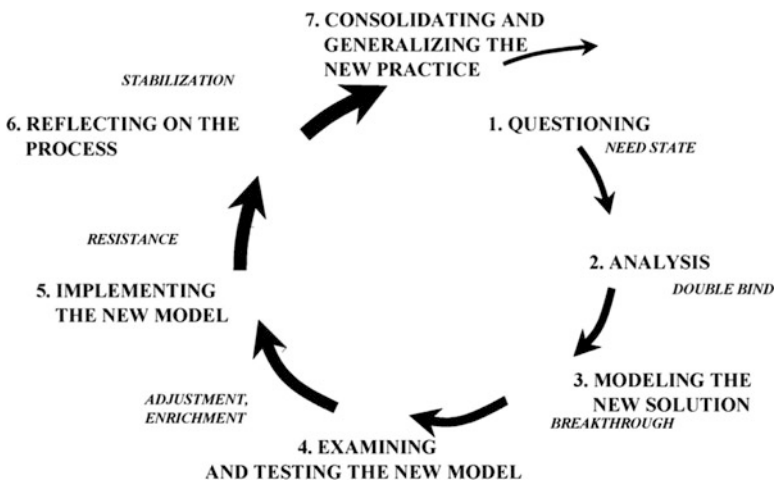 7. CONSOLIDATING AND
GENERALIZING THE
NEW PRACTICE
STABILIZATION
6. REFLECTING ON THE
PROCESS
1. QUESTIONING
NEED STATE
RESISTANCE
2. ANALYSIS
DOUBLE BIND
5. IMPLEMENTING
THE NEW MODEL
3. MODELING THE
NEW SOLUTION
BREAKTHROUGH
ADJUSTMENT,
ENRICHMENT
4. EXAMINING
AND TESTING THE NEW MODEL